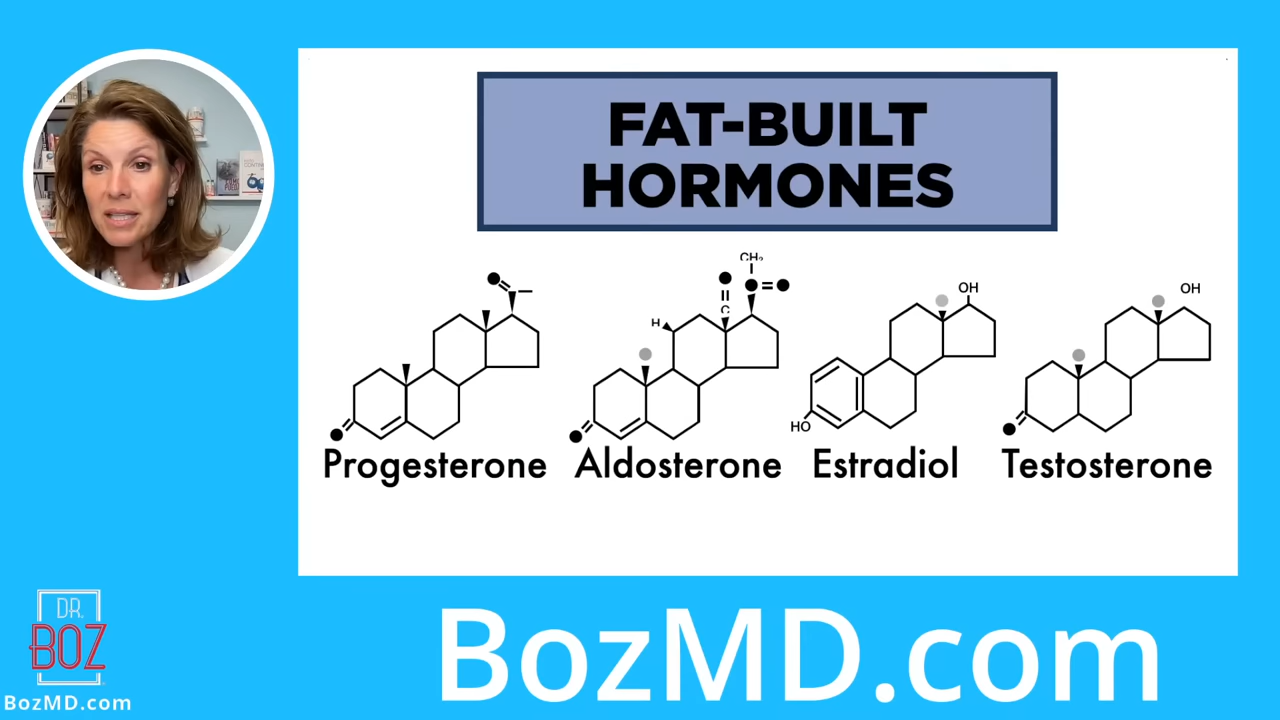 FAT-BUILT
HORMONES
CH₃
C
H
OH
HO
OH
Progesterone
Aldosterone
Estradiol
Testosterone
DR.
BOZ
BozMD.com
BozMD.com